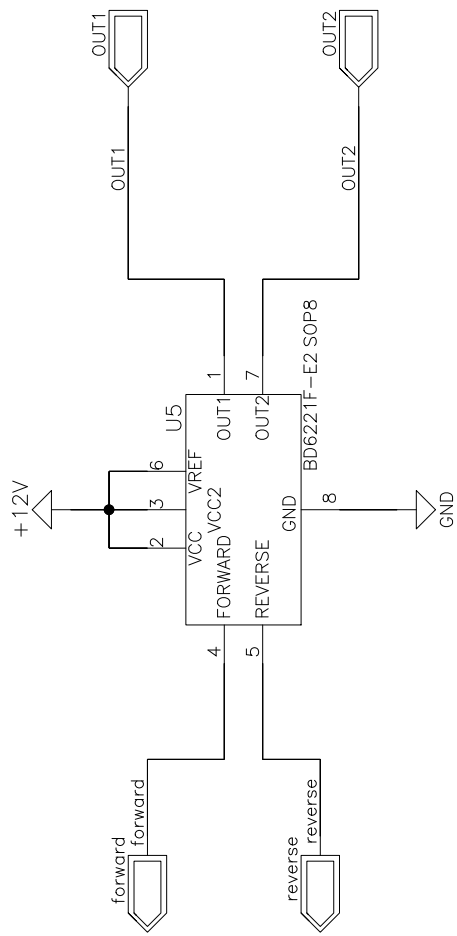 OUT1
OUT1
OUT2
OUT2
+12V
U5
2
3
6
VCC
VCC2
VREF
FORWARD
REVERSE
OUT1
OUT2
GND
1
7
4
5
8
BD6221F-E2 SOP8
GND
forward
forward
reverse
reverse